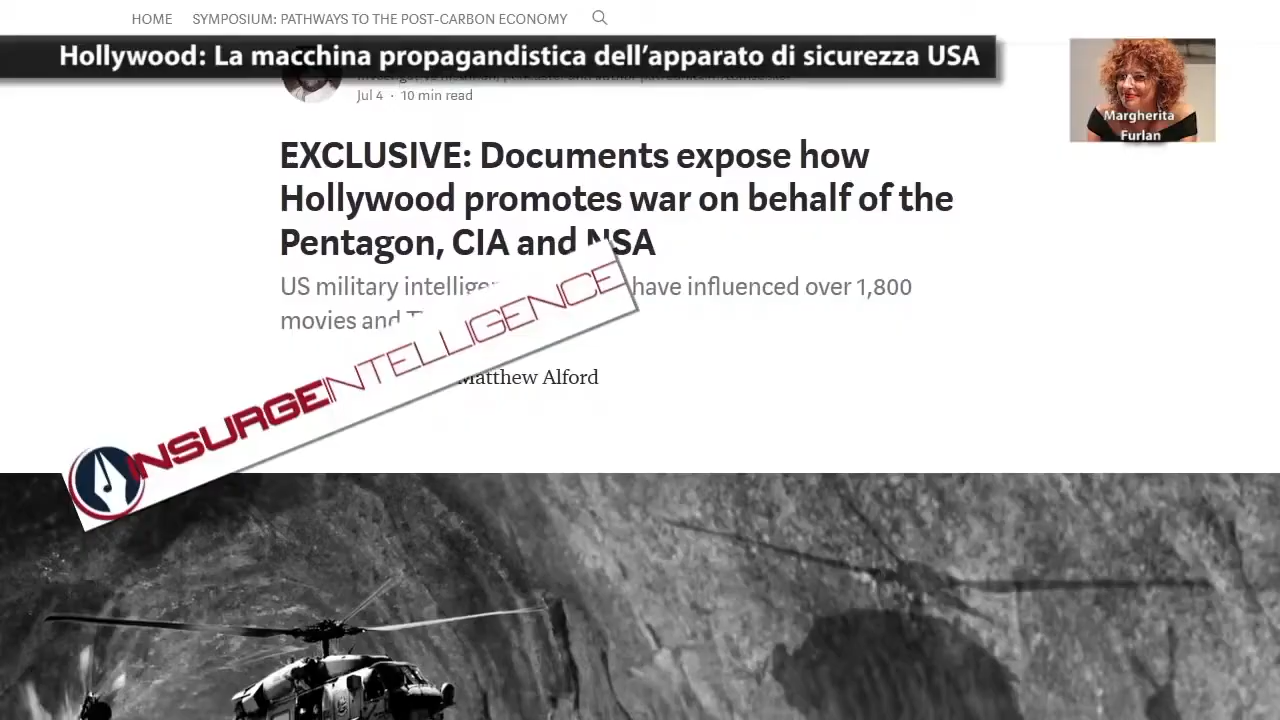 HOME SYMPOSIUM: PATHWAYS TO THE POST-CARBON ECONOMY
Hollywood: La macchina propagandistica dell'apparato di sicurezza USA
Jul 4 · 10 min read
Margherita
Furlan
EXCLUSIVE: Documents expose how
Hollywood promotes war on behalf of the
Pentagon, CIA and NSA
US military have influenced over 1,800
movies and
INSURGE INTELLIGENCE
Matthew Alford